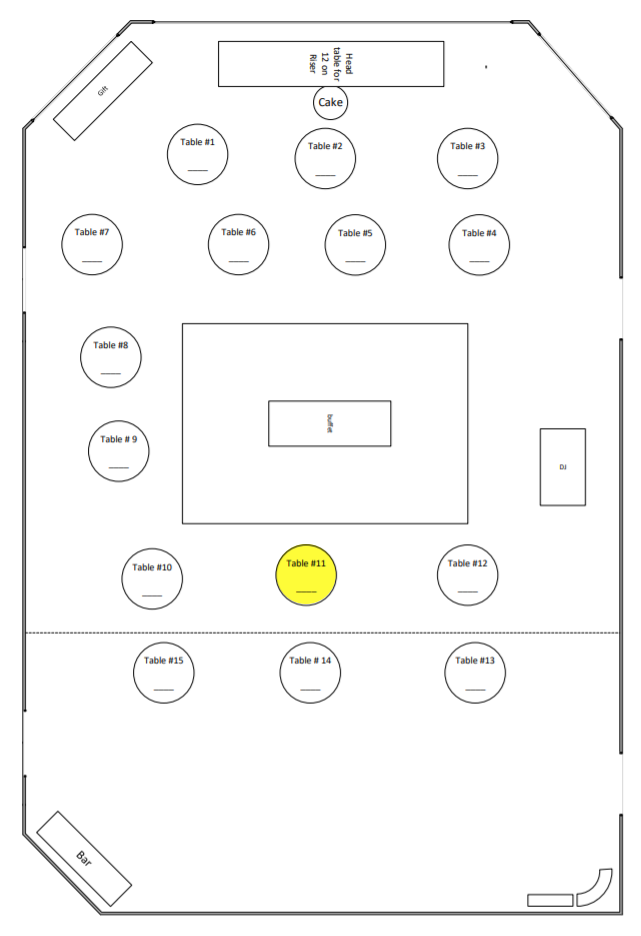 Head
table for
12 on
Riser
Gift
Cake
Table #1
____
Table #2
____
Table #3
____
Table #7
____
Table #6
____
Table #5
____
Table #4
____
Table #8
____
buffet
Table # 9
____
DJ
Table #10
____
Table #11
____
Table #12
____
Table #15
____
Table # 14
____
Table #13
____
Bar